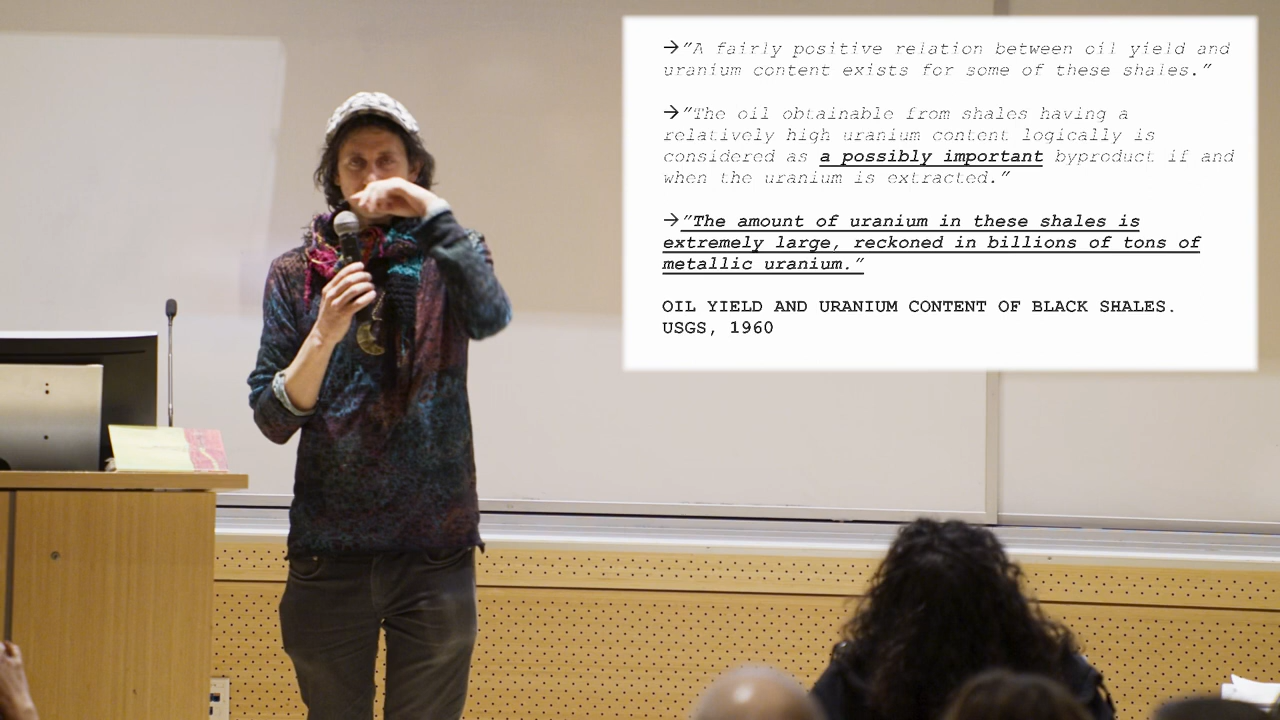 →"A fairly positive relation between oil yield and
uranium content exists for some of these shales."
→"The oil obtainable from shales having a
relatively high uranium content logically is
considered as a possibly important byproduct if and
when the uranium is extracted."
→"The amount of uranium in these shales is
extremely large, reckoned in billions of tons of
metallic uranium."
OIL YIELD AND URANIUM CONTENT OF BLACK SHALES.
USGS, 1960